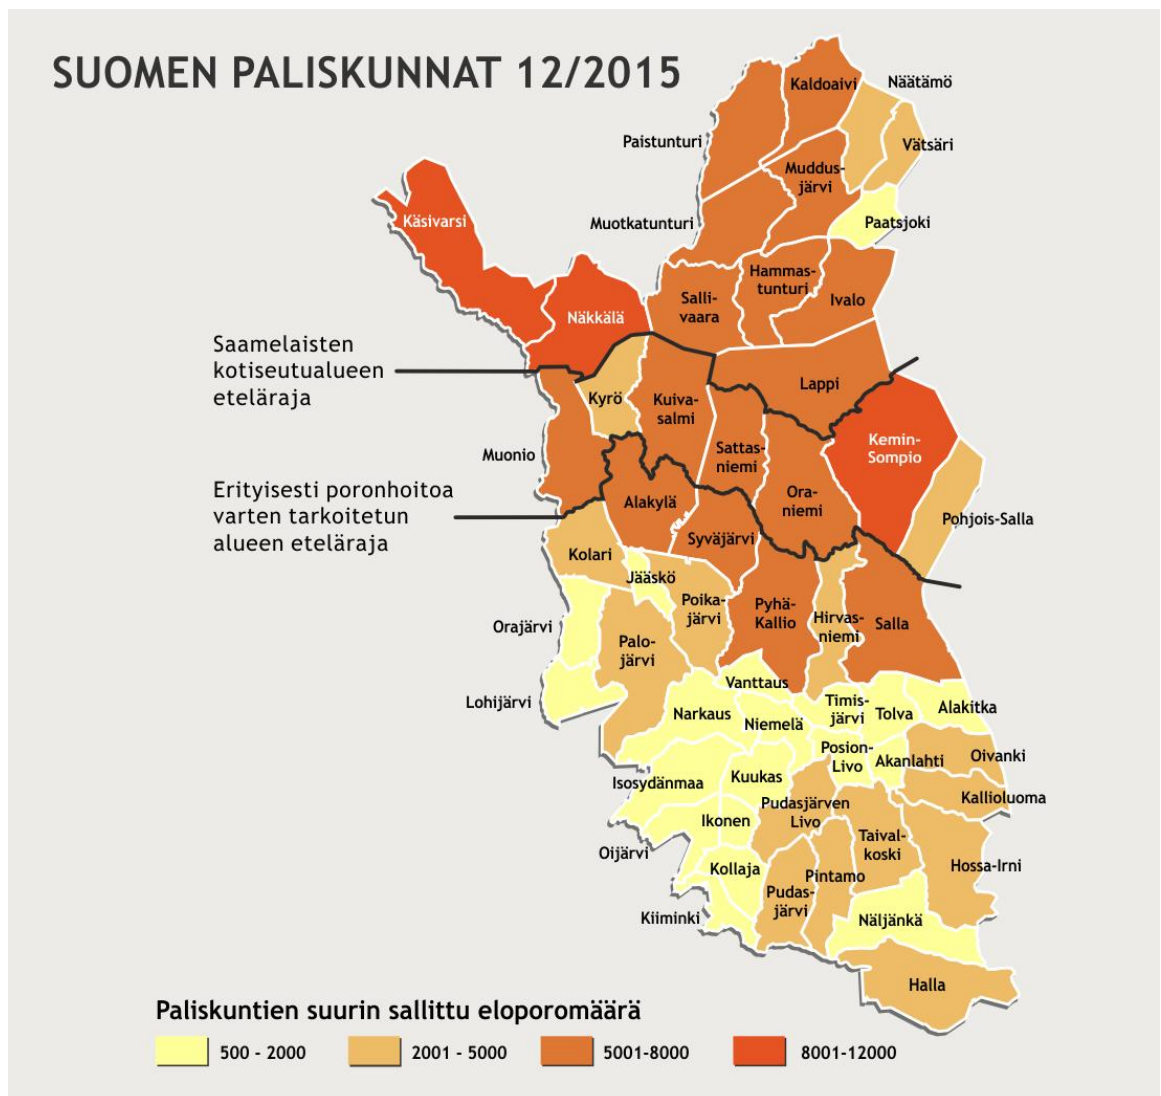 SUOMEN PALISKUNNAT 12/2015
Kaldoaivi
Näätämö
Paistunturi
Vätsäri
Muddus-
järvi
Käsivarsi
Muotkatunturi
Paatsjoki
Hammas-
tunturi
Salli-
vaara
Ivalo
Näkkälä
Saamelaisten
kotiseutualueen
eteläraja
Lappi
Kyrö
Kuiva-
salmi
Kemin-
Sompio
Muonio
Sattas-
niemi
Erityisesti poronhoitoa
varten tarkoitetun
alueen eteläraja
Alakylä
Ora-
niemi
Pohjois-Salla
Syväjärvi
Kolari
Jääskö
Poika-
järvi
Pyhä-
Kallio
Hirvas-
niemi
Salla
Orajärvi
Palo-
järvi
Vanttaus
Lohijärvi
Narkaus
Niemelä
Timis-
järvi
Tolva
Alakitka
Posion-
Livo
Akanlahti
Oivanki
Isosydänmaa
Kuukas
Pudasjärven
Livo
Kallioluoma
Ikonen
Taival-
koski
Oijärvi
Kollaja
Pintamo
Hossa-Irni
Pudas-
järvi
Kiiminki
Näljänkä
Halla
Paliskuntien suurin sallittu eloporomäärä
500 - 2000
2001 - 5000
5001-8000
8001-12000